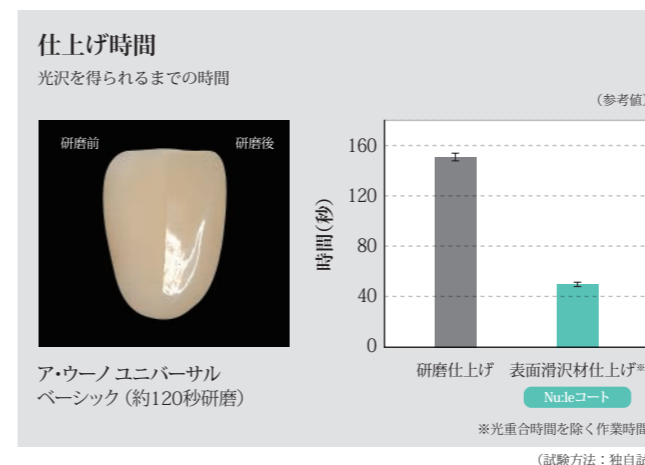 仕上げ時間
光沢を得られるまでの時間
（参考値）
研磨前
研磨後
時間（秒）
160
120
80
40
0
研磨仕上げ
表面滑沢材仕上げ※
Nu:leコート
ア・ウーノ ユニバーサル
ベーシック（約120秒研磨）
※光重合時間を除く作業時間
（試験方法：独自試